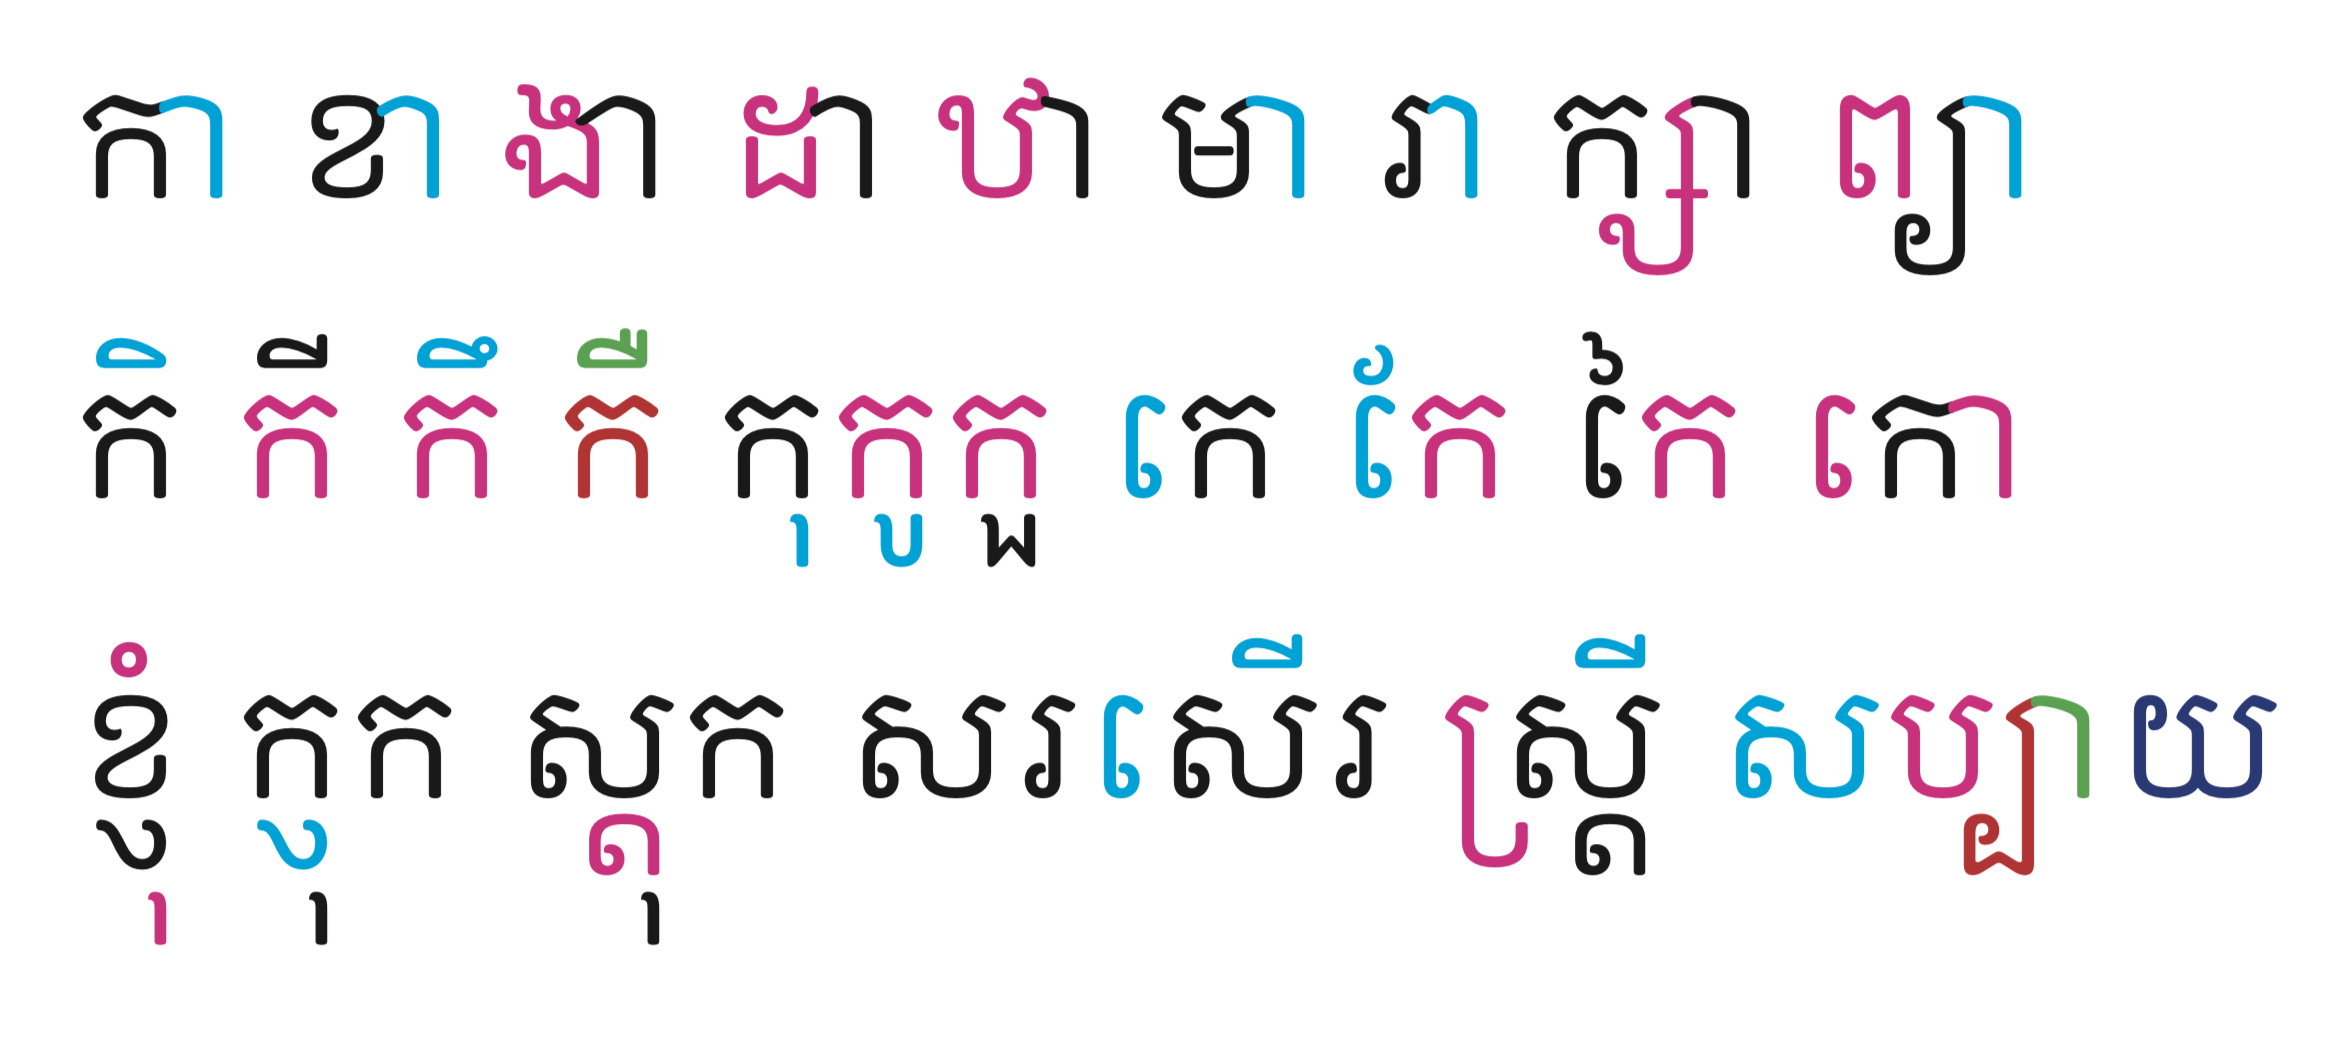 កា ខា ងា ដា ឋា មា រា ក្សា ព្យា
កិ កី កឹ កឺ កុកូកួ កេ កែ កៃ កោ
ខ្ញុំ ក្ញុក ស្តុក សរសើរ ស្ត្រី សប្បាយ